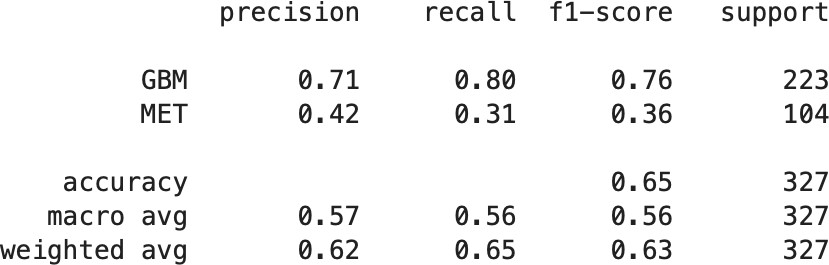 precision recall f1-score support
GBM 0.71 0.80 0.76 223
MET 0.42 0.31 0.36 104
accuracy 0.65 327
macro avg 0.57 0.56 0.56 327
weighted avg 0.62 0.65 0.63 327